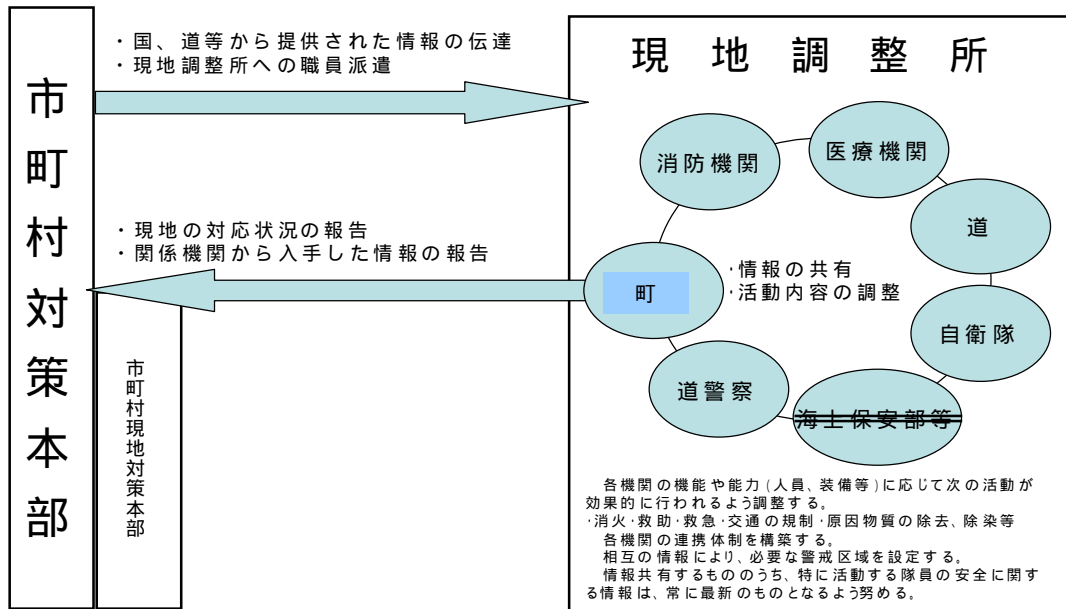 市町村対策本部
・国、道等から提供された情報の伝達
・現地調整所への職員派遣
・現地の対応状況の報告
・関係機関から入手した情報の報告
市町村現地対策本部
現地調整所
消防機関
医療機関
道
自衛隊
海上保安部等
道警察
町
・情報の共有
・活動内容の調整
各機関の機能や能力(人員、装備等)に応じて次の活動が
効果的に行われるよう調整する。
・消火・救助・救急・交通の規制・原因物質の除去、除染等
各機関の連携体制を構築する。
相互の情報により、必要な警戒区域を設定する。
情報共有するもののうち、特に活動する隊員の安全に関す
る情報は、常に最新のものとなるよう努める。